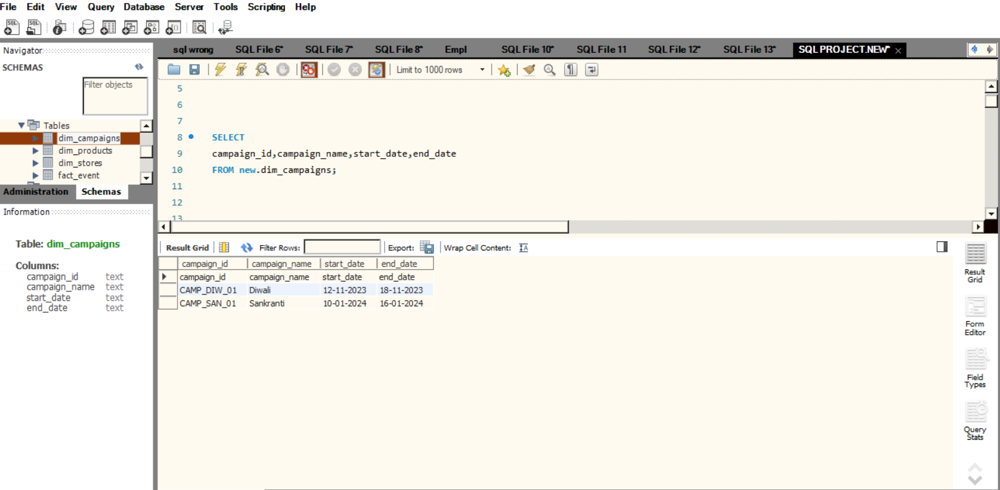 File Edit View Query Database Server Tools Scripting Help
SQL SQL
Navigator
SCHEMAS
Filter objects
Tables
dim_campaigns
dim_products
dim_stores
fact_event
Administration Schemas
Information
Table: dim_campaigns
Columns:
campaign_id text
campaign_name text
start_date text
end_date text
sql wrong SQL File 6* SQL File 7* SQL File 8* Empl SQL File 10* SQL File 11 SQL File 12* SQL File 13* SQL PROJECT.NEW*
Limit to 1000 rows
5
6
7
8 SELECT
9 campaign_id,campaign_name,start_date,end_date
10 FROM new.dim_campaigns;
11
12
13
Result Grid Filter Rows: Export: Wrap Cell Content:
campaign_id campaign_name start_date end_date
campaign_id campaign_name start_date end_date
CAMP_DIW_01 Diwali 12-11-2023 18-11-2023
CAMP_SAN_01 Sankranti 10-01-2024 16-01-2024
Result
Grid
Form
Editor
Field
Types
Query
Stats